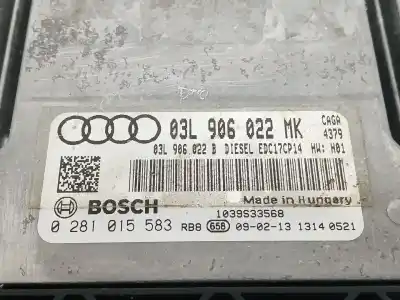 03L 906 022 MK CAGA
4379
03L 906 022 B DIESEL EDC17CP14 HW: H01
Made in Hungary
BOSCH 1039S33568
0 281 015 583 RB8 656 09-02-13 1314 0521